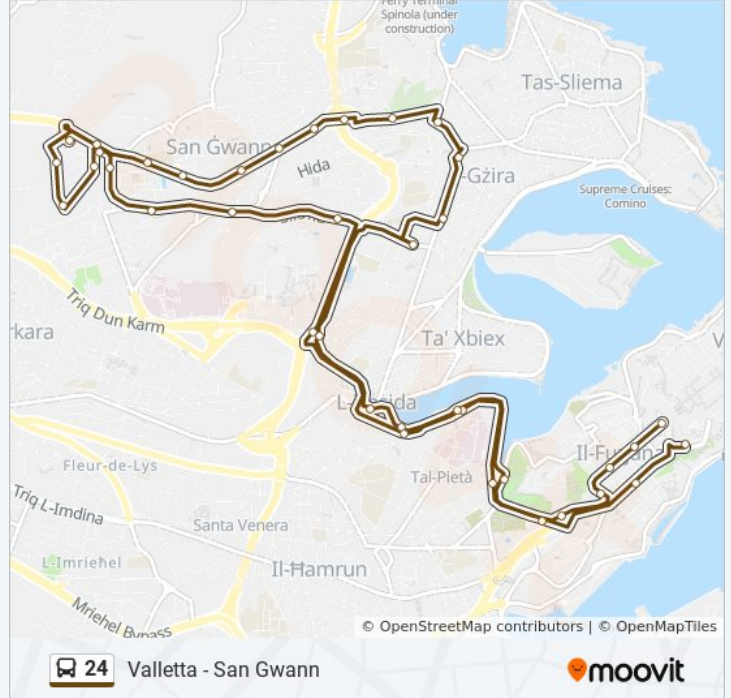 Ferry Terminal
Spinola (under
construction)
Tas-Sliema
San Ġwann
Hida
-Gżira
Supreme Cruises:
Comino
Triq Dun Karm
rkara
Ta' Xbiex
V
Il-Furjana
Fleur-de-Lys
Tal-Pietà
Triq L-Imdina
Santa Venera
L-Imrieħel
Il-Ħamrun
Mrieħel Bypass
© OpenStreetMap contributors | © OpenMapTiles
24 Valletta - San Gwann
moovit